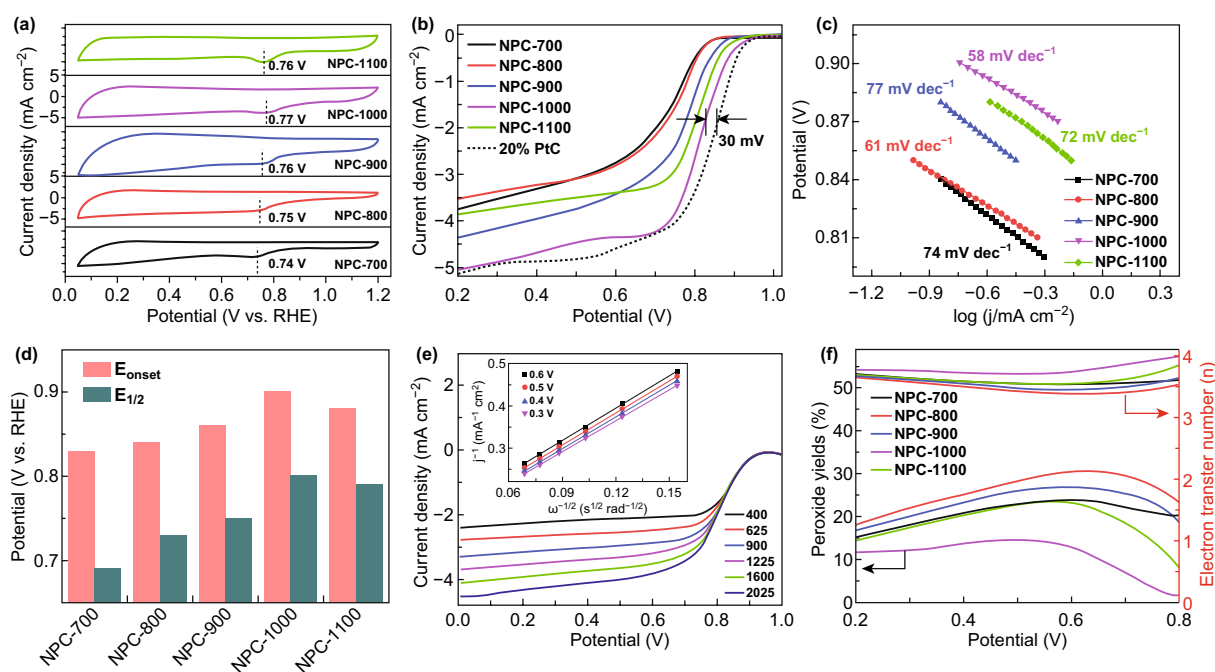 (a)
Current density (mA cm⁻²)
0
−5
0
−5
0.76 V
NPC-1100
0.77 V
NPC-1000
0.76 V
NPC-900
0.75 V
NPC-800
0.74 V
NPC-700
0.0 0.2 0.4 0.6 0.8 1.0 1.2
Potential (V vs. RHE)
(b)
Current density (mA cm⁻²)
0
−1
−2
−3
−4
−5
NPC-700
NPC-800
NPC-900
NPC-1000
NPC-1100
20% PtC
30 mV
0.2 0.4 0.6 0.8 1.0
Potential (V)
(c)
Potential (V)
0.90
0.87
0.84
0.81
58 mV dec⁻¹
77 mV dec⁻¹
72 mV dec⁻¹
61 mV dec⁻¹
74 mV dec⁻¹
NPC-700
NPC-800
NPC-900
NPC-1000
NPC-1100
−1.2 −0.9 −0.6 −0.3 0.0 0.3
log (j/mA cm⁻²)
(d)
Potential (V vs. RHE)
0.9
0.8
0.7
E_onset
E_1/2
NPC-700
NPC-800
NPC-900
NPC-1000
NPC-1100
(e)
Current density (mA cm⁻²)
4
2
0
−2
−4
j⁻¹ (mA⁻¹ cm²)
0.5
0.4
0.3
0.6 V
0.5 V
0.4 V
0.3 V
0.06 0.09 0.12 0.15
ω⁻¹/² (s¹/² rad⁻¹/²)
400
625
900
1225
1600
2025
0.0 0.2 0.4 0.6 0.8 1.0
Potential (V)
(f)
Peroxide yields (%)
50
40
30
20
10
0
NPC-700
NPC-800
NPC-900
NPC-1000
NPC-1100
4
3
2
1
0
Electron transter number (n)
0.2 0.4 0.6 0.8
Potential (V)